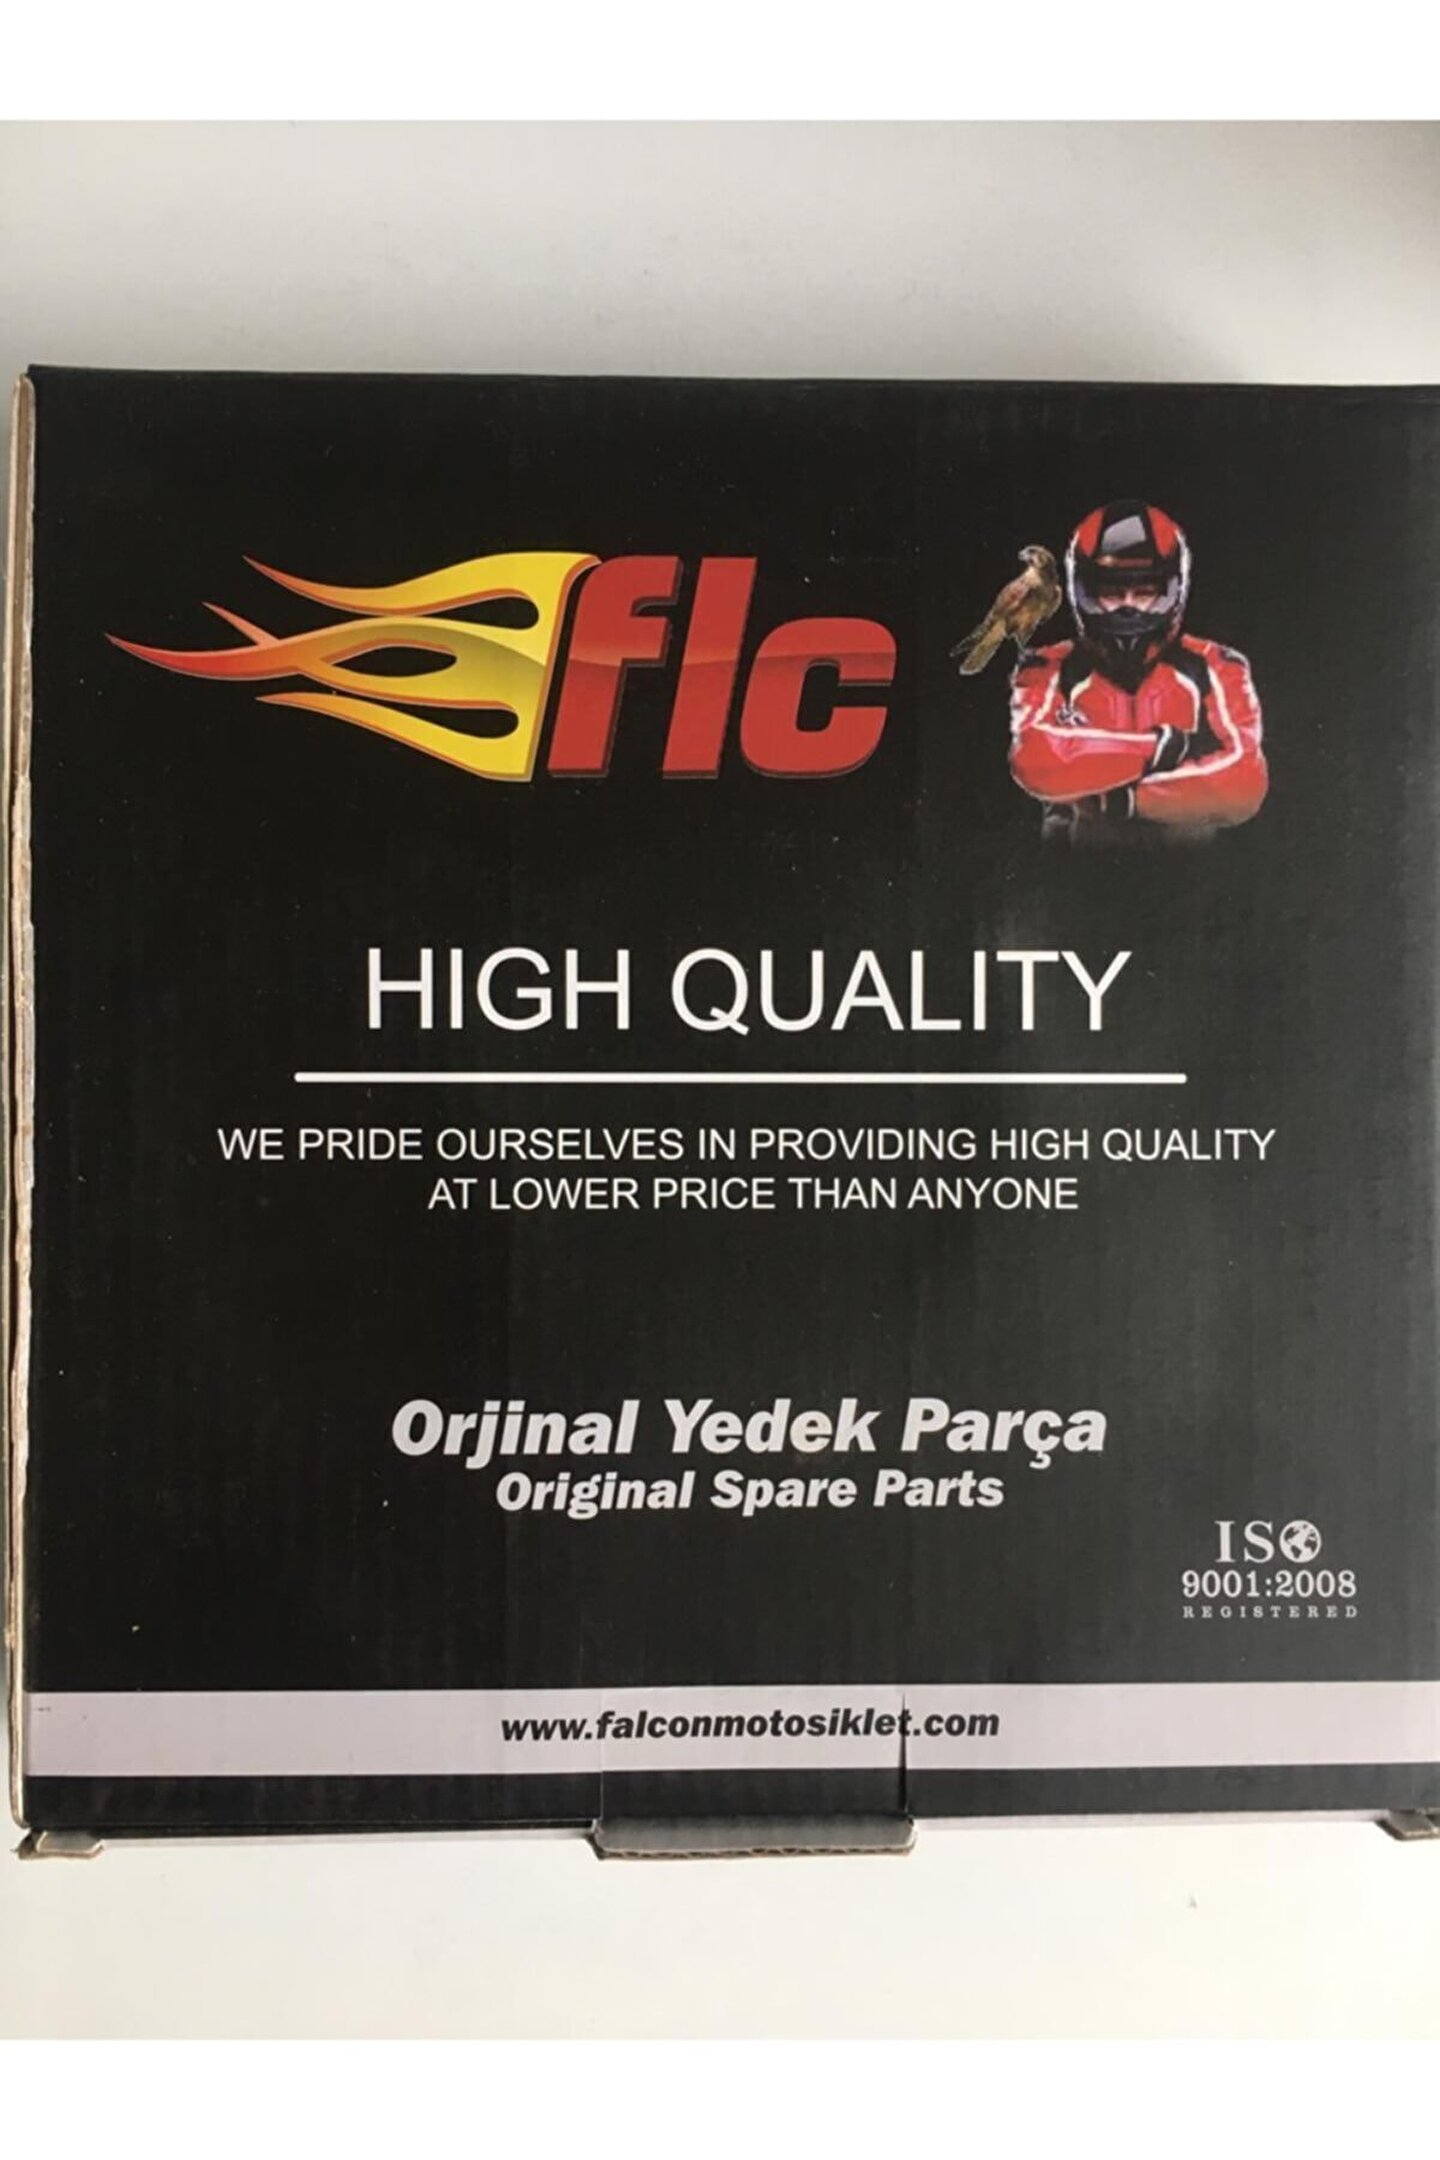 flc
HIGH QUALITY
WE PRIDE OURSELVES IN PROVIDING HIGH QUALITY
AT LOWER PRICE THAN ANYONE
Orjinal Yedek Parça
Original Spare Parts
ISO
9001:2008
REGISTERED
www.falconmotosiklet.com